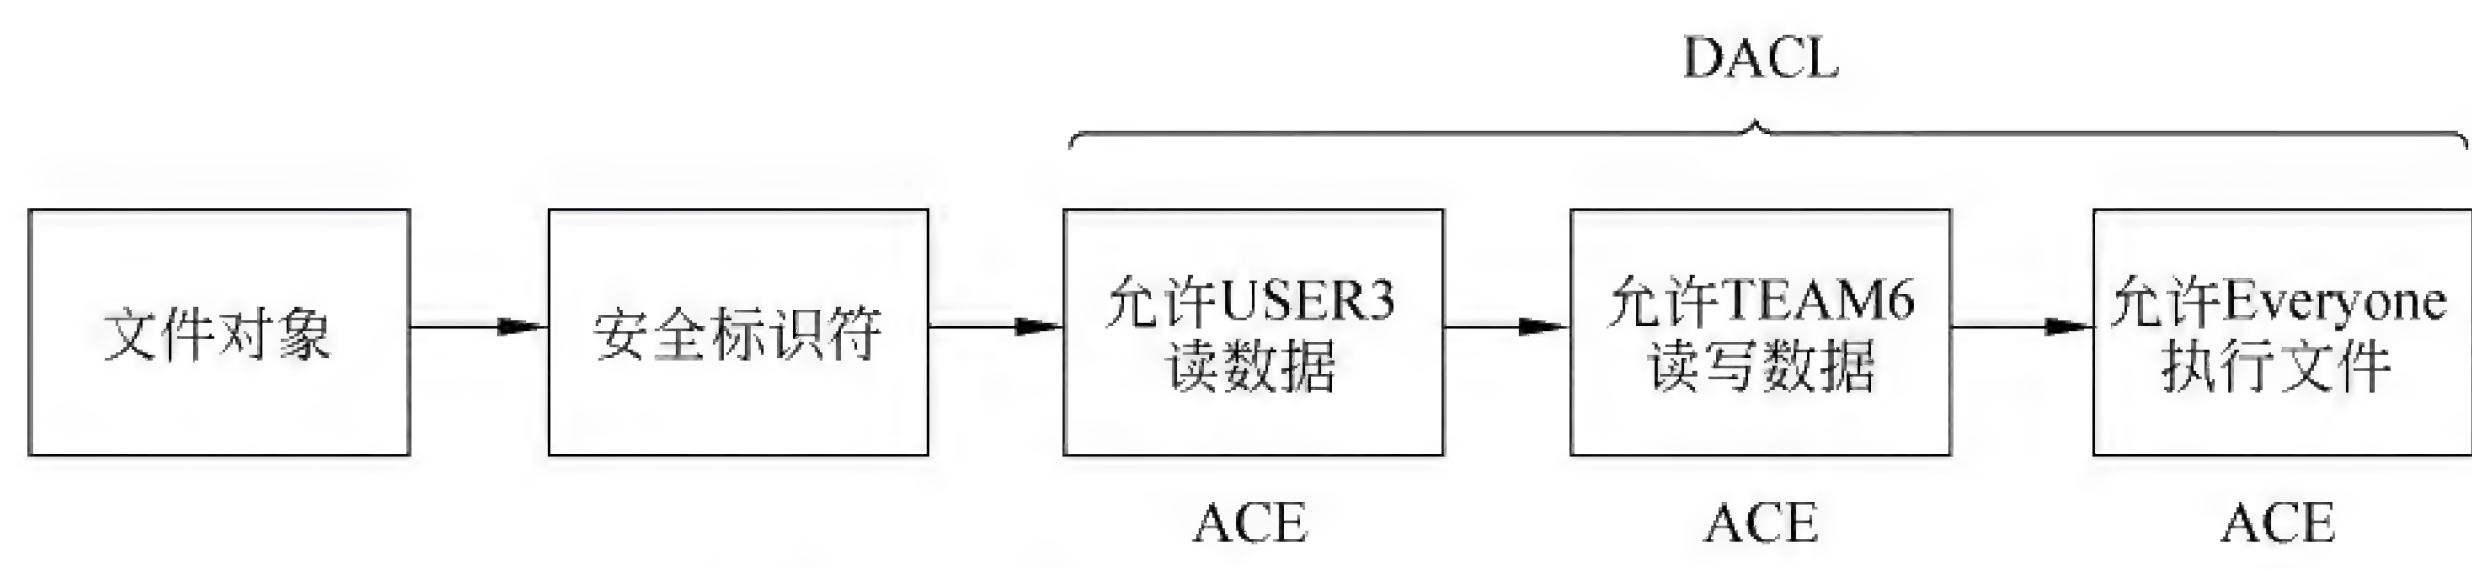 DACL
文件对象
安全标识符
允许USER3
读数据
允许TEAM6
读写数据
允许Everyone
执行文件
ACE
ACE
ACE